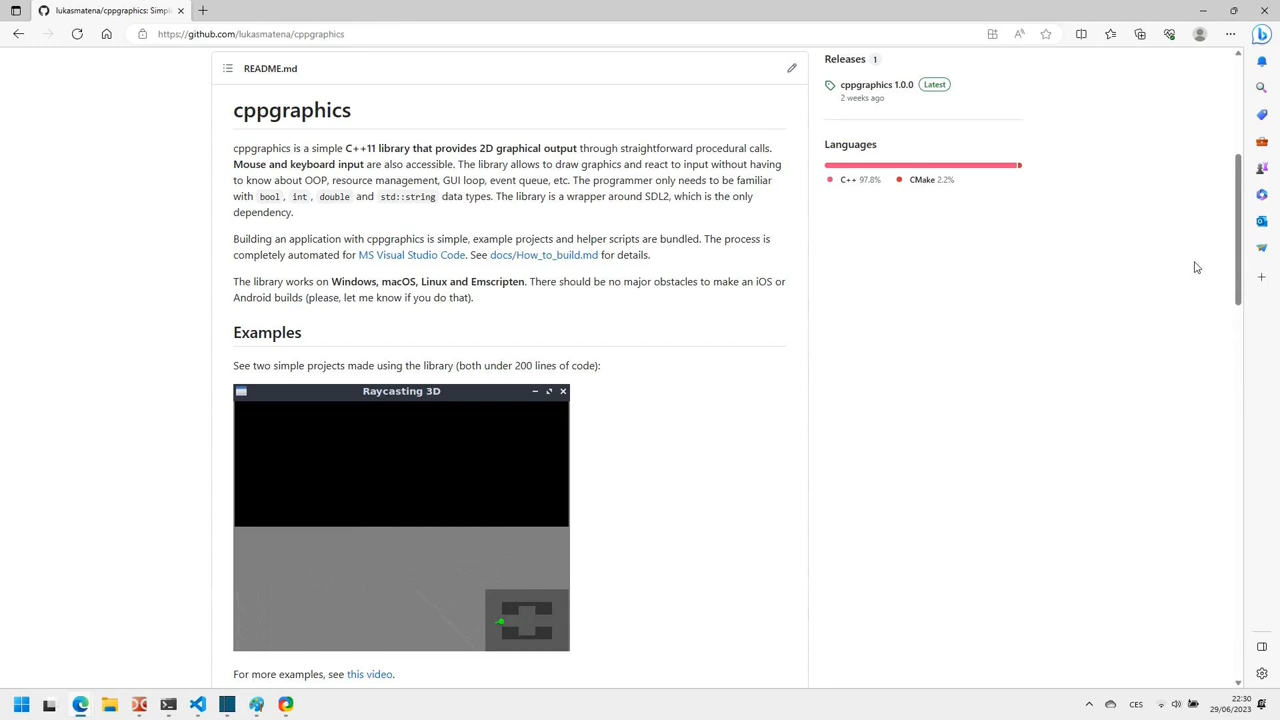 lukasmatena/cppgraphics: Simple
https://github.com/lukasmatena/cppgraphics
README.md
cppgraphics
cppgraphics is a simple C++11 library that provides 2D graphical output through straightforward procedural calls.
Mouse and keyboard input are also accessible. The library allows to draw graphics and react to input without having
to know about OOP, resource management, GUI loop, event queue, etc. The programmer only needs to be familiar
with bool, int, double and std::string data types. The library is a wrapper around SDL2, which is the only
dependency.
Building an application with cppgraphics is simple, example projects and helper scripts are bundled. The process is
completely automated for MS Visual Studio Code. See docs/How_to_build.md for details.
The library works on Windows, macOS, Linux and Emscripten. There should be no major obstacles to make an iOS or
Android builds (please, let me know if you do that).
Examples
See two simple projects made using the library (both under 200 lines of code):
Raycasting 3D
For more examples, see this video.
Releases 1
cppgraphics 1.0.0 Latest
2 weeks ago
Languages
C++ 97.8% CMake 2.2%
CES
22:30
29/06/2023